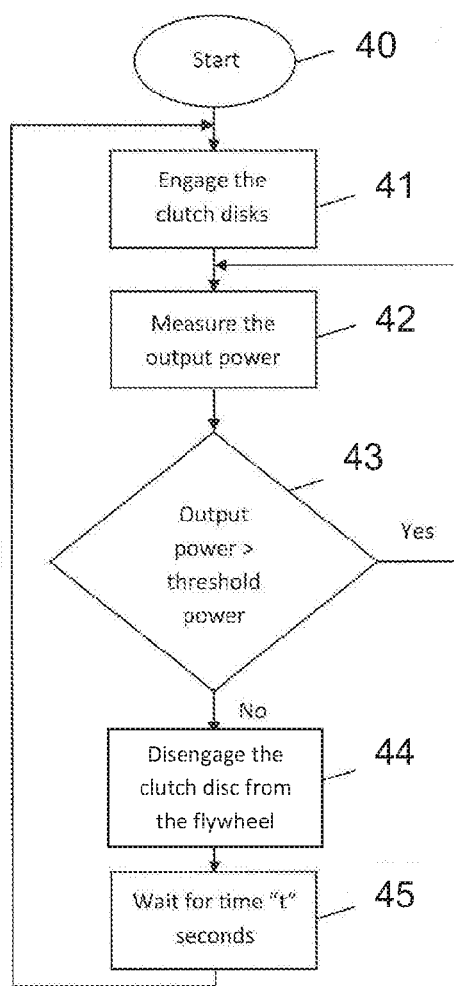 Start
40
Engage the
clutch disks
41
Measure the
output power
42
43
Output
power >
threshold
power
Yes
No
Disengage the
clutch disc from
the flywheel
44
Wait for time "t"
seconds
45